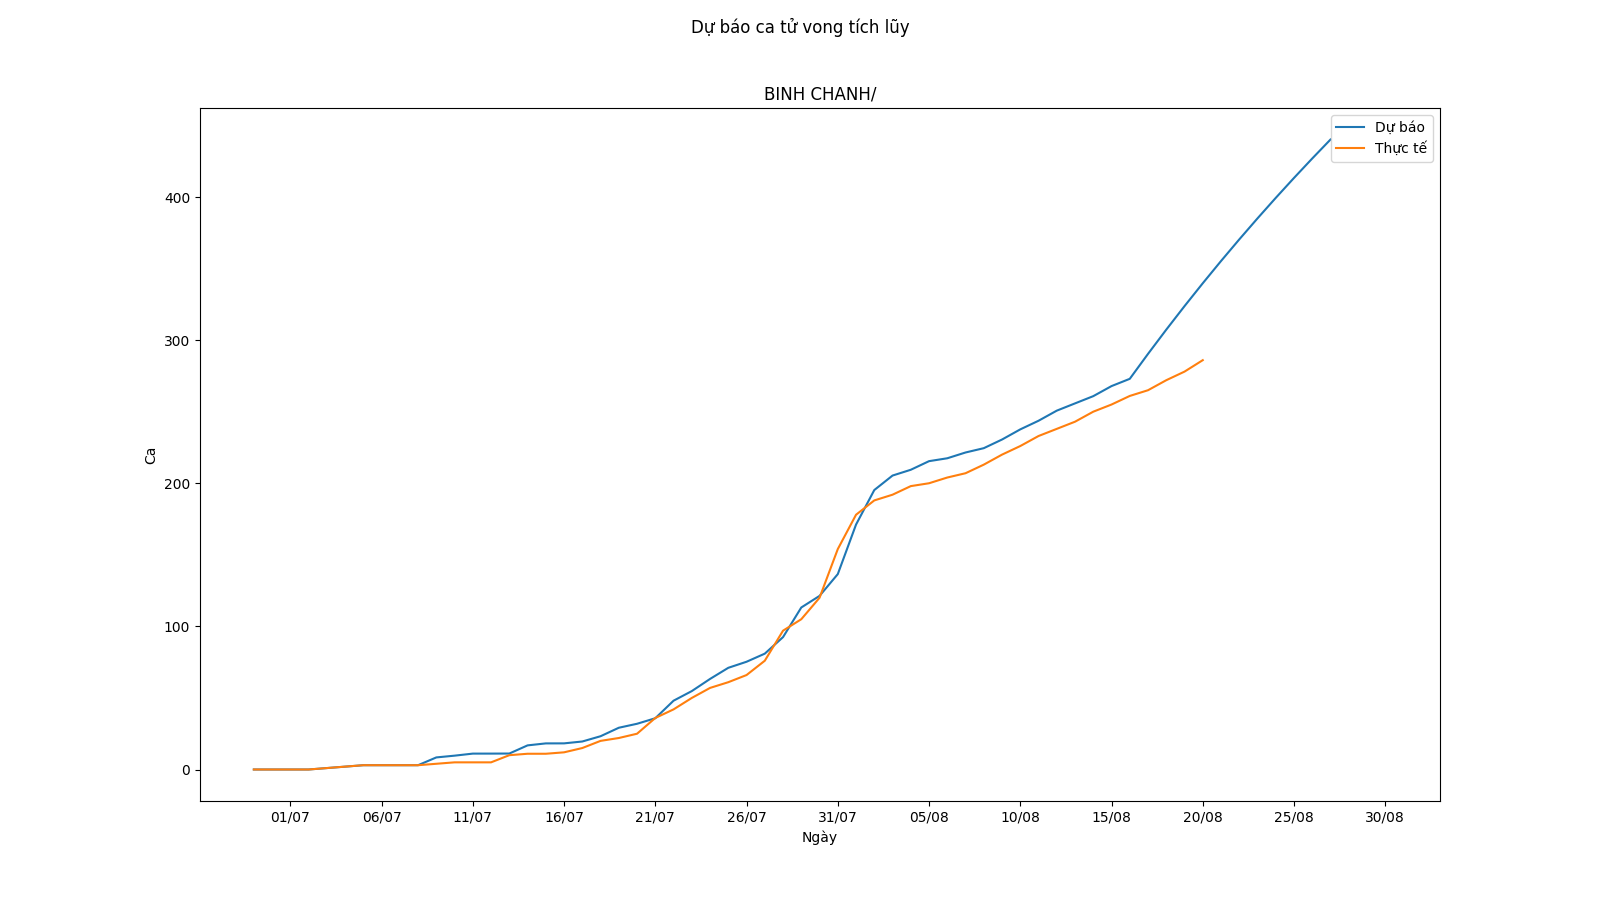 Dự báo ca tử vong tích lũy
BINH CHANH/
Dự báo
Thực tế
400
300
200
100
0
Ca
01/07 06/07 11/07 16/07 21/07 26/07 31/07 05/08 10/08 15/08 20/08 25/08 30/08
Ngày